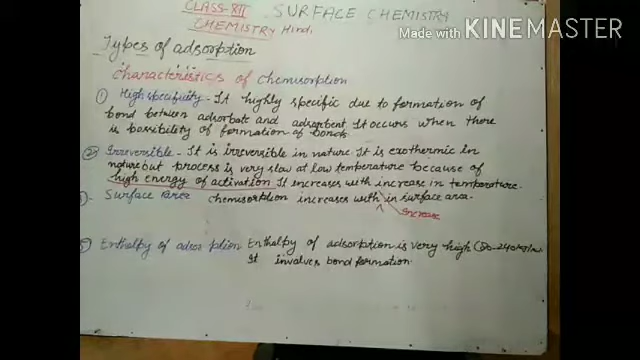 CLASS-XII SURFACE CHEMISTRY
CHEMISTRY Hindi
Made with KINEMASTER
Types of adsorption
Characteristics of chemisorption
① High specificity - It highly specific due to formation of
bond between adsorbate and adsorbent. It occurs when there
is possibility of formation of bonds.
② Irreversible - It is irreversible in nature. It is exothermic in
nature but process is very slow at low temperature because of
high energy of activation It increases with increase in temperature.
Surface area chemisorption increases with in surface area.
^ increase
Enthalpy of adsorption Enthalpy of adsorption is very high
It involves bond formation.